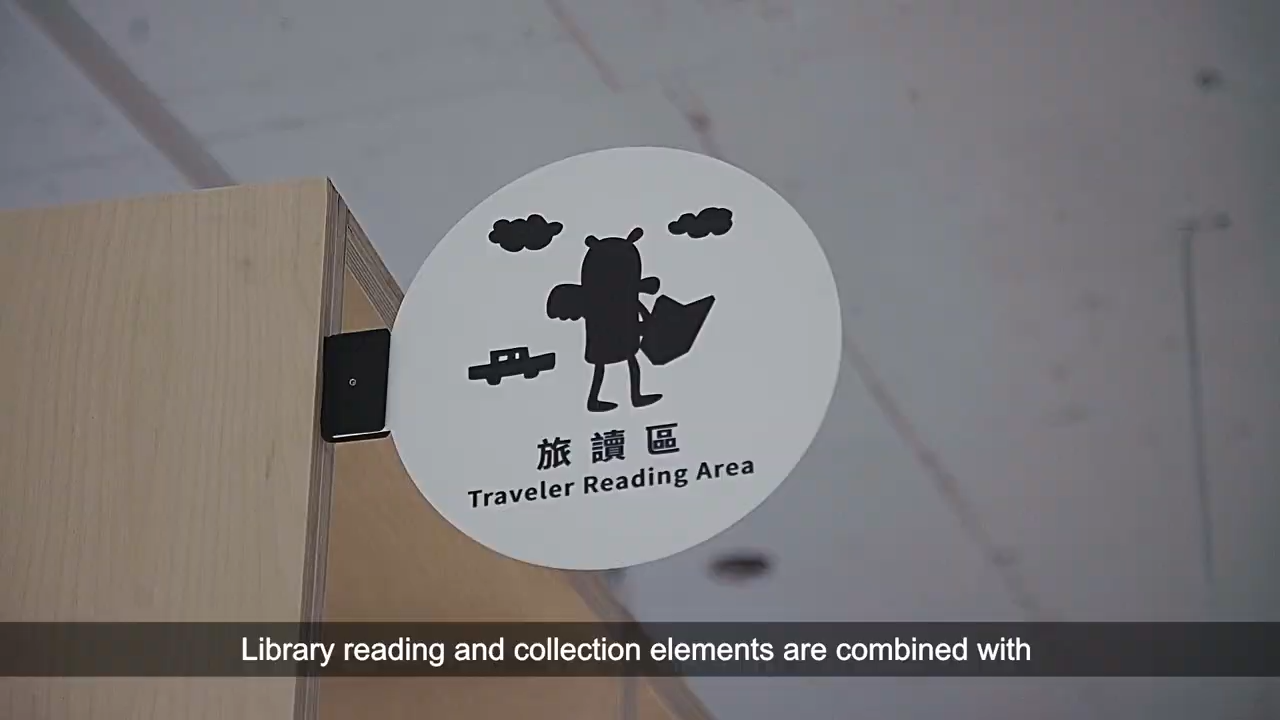 旅讀區
Traveler Reading Area
Library reading and collection elements are combined with